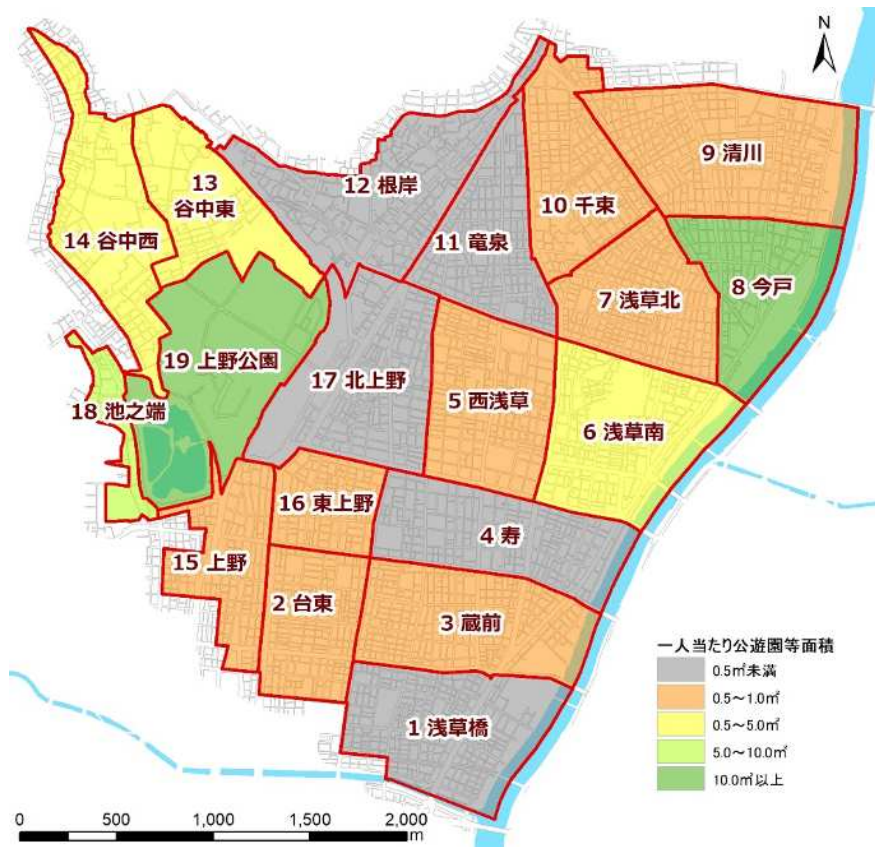 N
9 清川
13
谷中東
12 根岸
10 千束
14 谷中西
11 竜泉
8 今戸
7 浅草北
19 上野公園
17 北上野
5 西浅草
18 池之端
6 浅草南
16 東上野
4 寿
15 上野
2 台東
3 蔵前
1 浅草橋
一人当たり公遊園等面積
0.5㎡未満
0.5～1.0㎡
0.5～5.0㎡
5.0～10.0㎡
10.0㎡以上
0 500 1,000 1,500 2,000
m